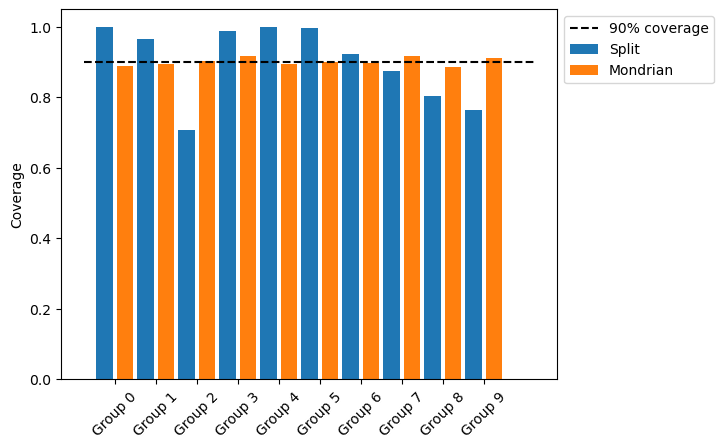 1.0
0.8
0.6
0.4
0.2
0.0
Coverage
Group 0
Group 1
Group 2
Group 3
Group 4
Group 5
Group 6
Group 7
Group 8
Group 9
90% coverage
Split
Mondrian